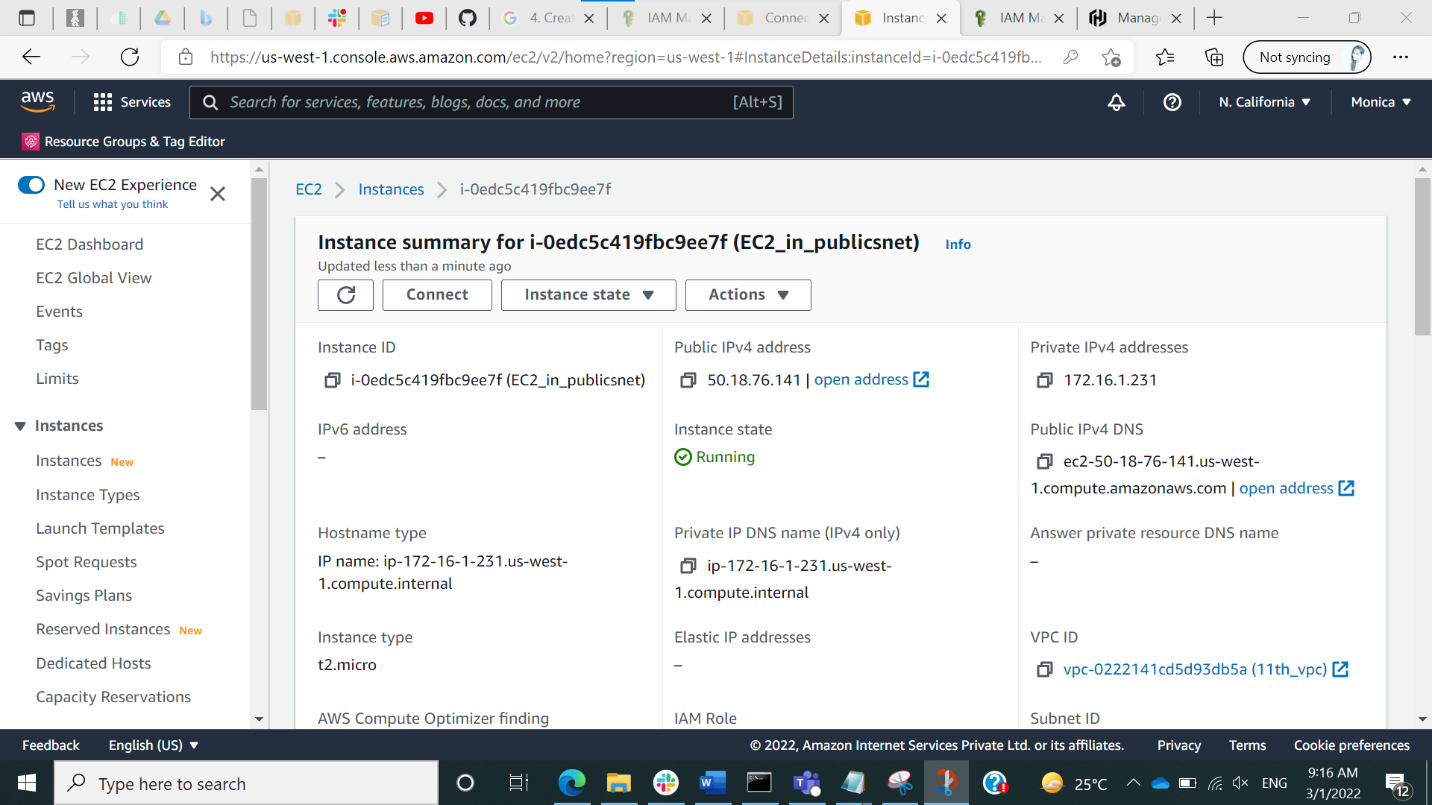 4. Creat
IAM Ma
Connec
Instanc
IAM Ma
Manag
https://us-west-1.console.aws.amazon.com/ec2/v2/home?region=us-west-1#InstanceDetails:instanceId=i-0edc5c419fb...
Not syncing
aws
Services
Search for services, features, blogs, docs, and more
[Alt+S]
N. California
Monica
Resource Groups & Tag Editor
New EC2 Experience
Tell us what you think
EC2 Dashboard
EC2 Global View
Events
Tags
Limits
Instances
Instances New
Instance Types
Launch Templates
Spot Requests
Savings Plans
Reserved Instances New
Dedicated Hosts
Capacity Reservations
EC2 > Instances > i-0edc5c419fbc9ee7f
Instance summary for i-0edc5c419fbc9ee7f (EC2_in_publicsnet) Info
Updated less than a minute ago
Connect
Instance state
Actions
Instance ID
i-0edc5c419fbc9ee7f (EC2_in_publicsnet)
Public IPv4 address
50.18.76.141 | open address
Private IPv4 addresses
172.16.1.231
IPv6 address
–
Instance state
Running
Public IPv4 DNS
ec2-50-18-76-141.us-west-
1.compute.amazonaws.com | open address
Hostname type
IP name: ip-172-16-1-231.us-west-
1.compute.internal
Private IP DNS name (IPv4 only)
ip-172-16-1-231.us-west-
1.compute.internal
Answer private resource DNS name
–
Instance type
t2.micro
Elastic IP addresses
–
VPC ID
vpc-0222141cd5d93db5a (11th_vpc)
AWS Compute Optimizer finding
IAM Role
Subnet ID
Feedback
English (US)
© 2022, Amazon Internet Services Private Ltd. or its affiliates.
Privacy
Terms
Cookie preferences
Type here to search
25°C
ENG
9:16 AM
3/1/2022
12